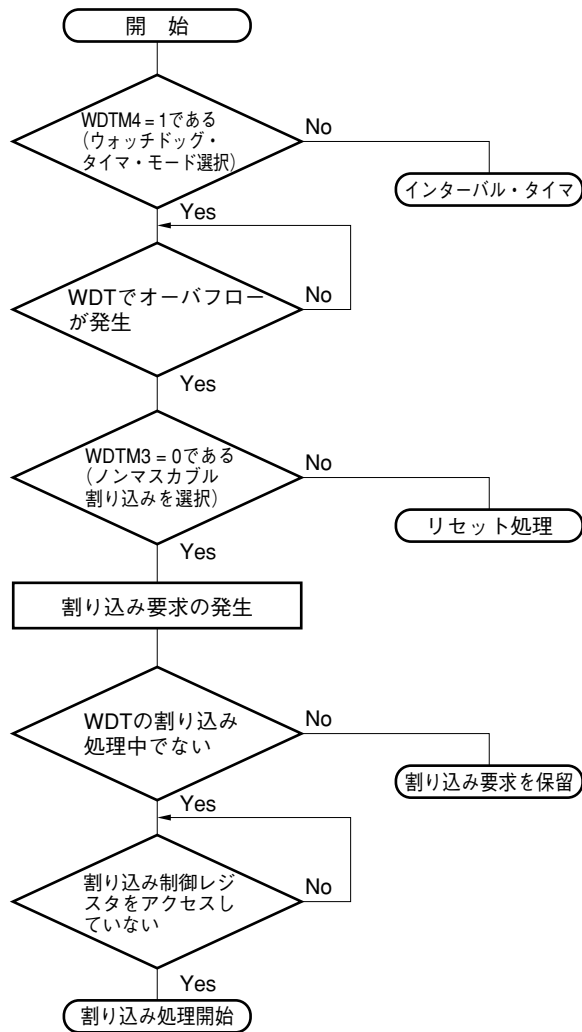 開 始
WDTM4 = 1である
(ウォッチドッグ・
タイマ・モード選択)
No
インターバル・タイマ
Yes
WDTでオーバフロー
が発生
No
Yes
WDTM3 = 0である
(ノンマスカブル
割り込みを選択)
No
リセット処理
Yes
割り込み要求の発生
WDTの割り込み
処理中でない
No
割り込み要求を保留
Yes
割り込み制御レジ
スタをアクセスし
ていない
No
Yes
割り込み処理開始